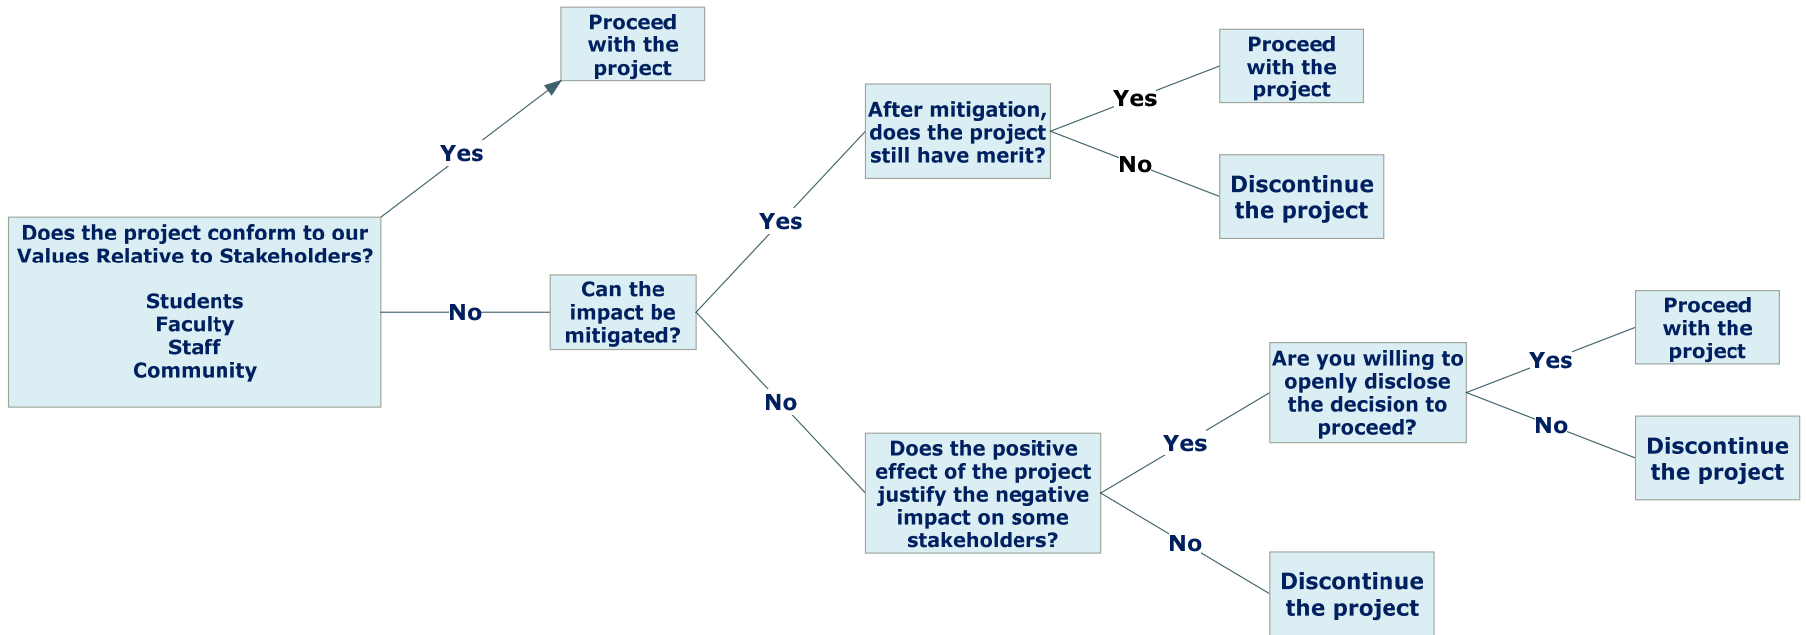 Proceed
with the
project
Yes
Does the project conform to our
Values Relative to Stakeholders?
Students
Faculty
Staff
Community
No
Can the
impact be
mitigated?
Yes
After mitigation,
does the project
still have merit?
Yes
Proceed
with the
project
No
Discontinue
the project
No
Does the positive
effect of the project
justify the negative
impact on some
stakeholders?
Yes
Are you willing to
openly disclose
the decision to
proceed?
Yes
Proceed
with the
project
No
Discontinue
the project
No
Discontinue
the project